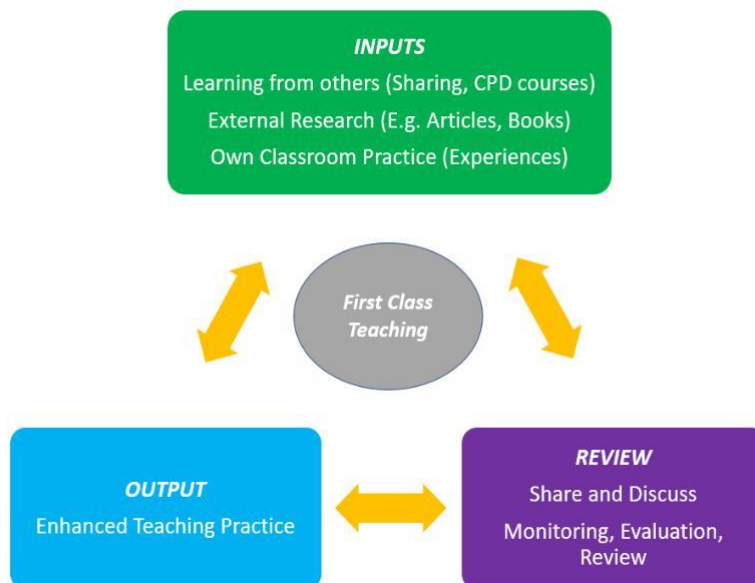 INPUTS
Learning from others (Sharing, CPD courses)
External Research (E.g. Articles, Books)
Own Classroom Practice (Experiences)
First Class
Teaching
OUTPUT
Enhanced Teaching Practice
REVIEW
Share and Discuss
Monitoring, Evaluation,
Review